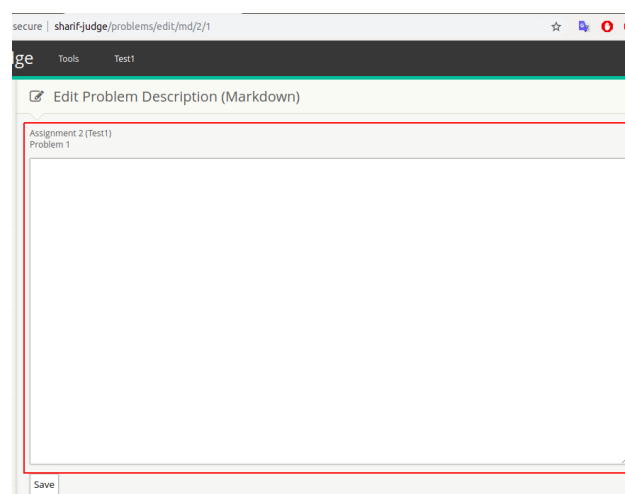 secure | sharif-judge/problems/edit/md/2/1
dge Tools Test1
Edit Problem Description (Markdown)
Assignment 2 (Test1)
Problem 1
Save